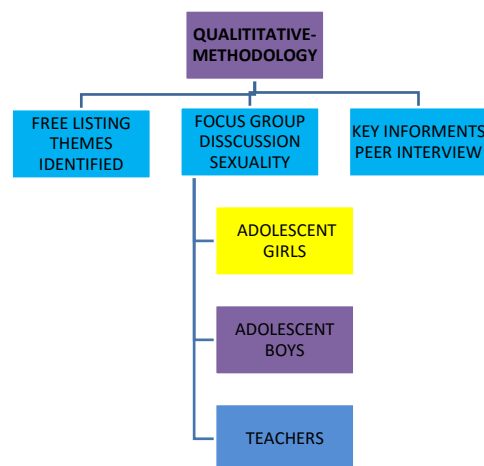 QUALITITATIVE-
METHODOLOGY
FREE LISTING
THEMES
IDENTIFIED
FOCUS GROUP
DISSCUSSION
SEXUALITY
KEY INFORMENTS
PEER INTERVIEW
ADOLESCENT
GIRLS
ADOLESCENT
BOYS
TEACHERS